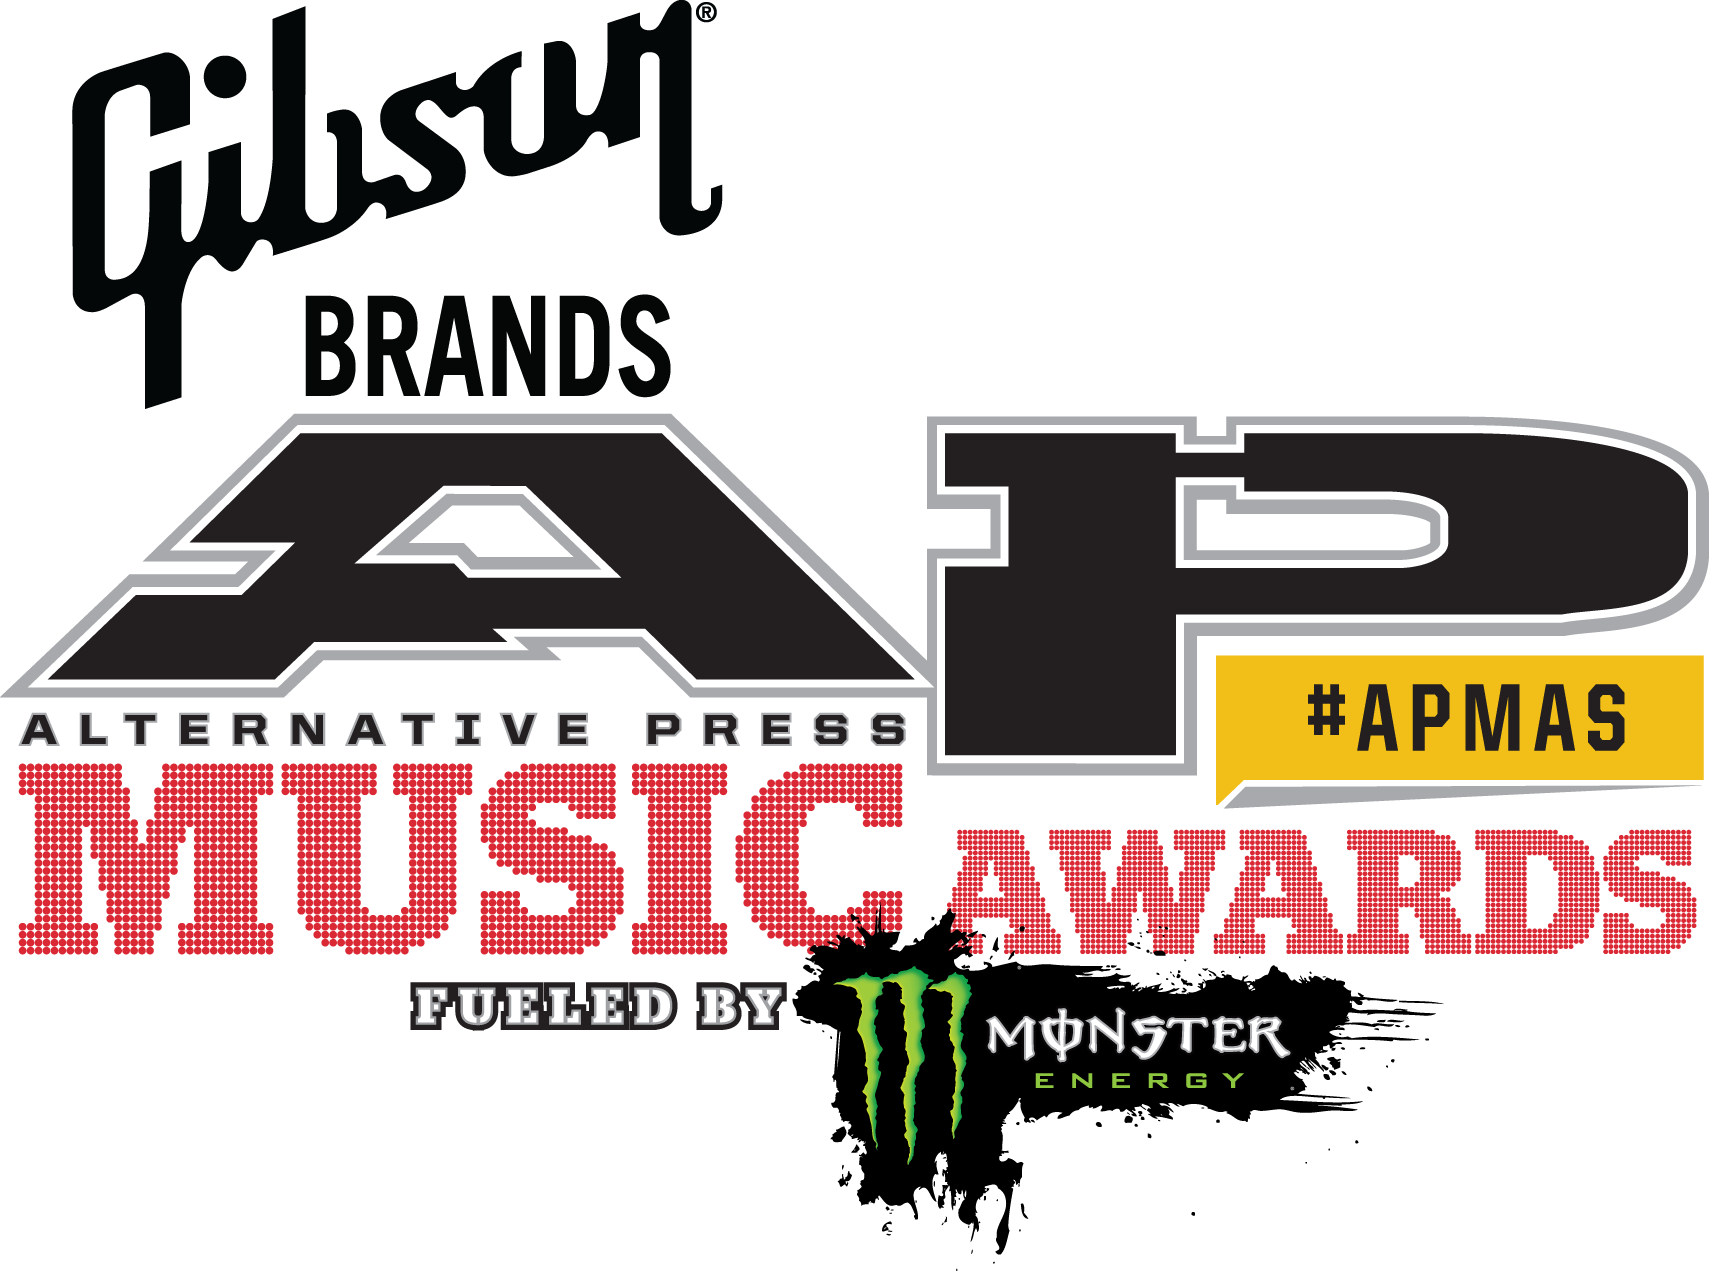 Gibson®
BRANDS
AP
#APMAS
ALTERNATIVE PRESS
MUSIC AWARDS
FUELED BY
MONSTER
ENERGY